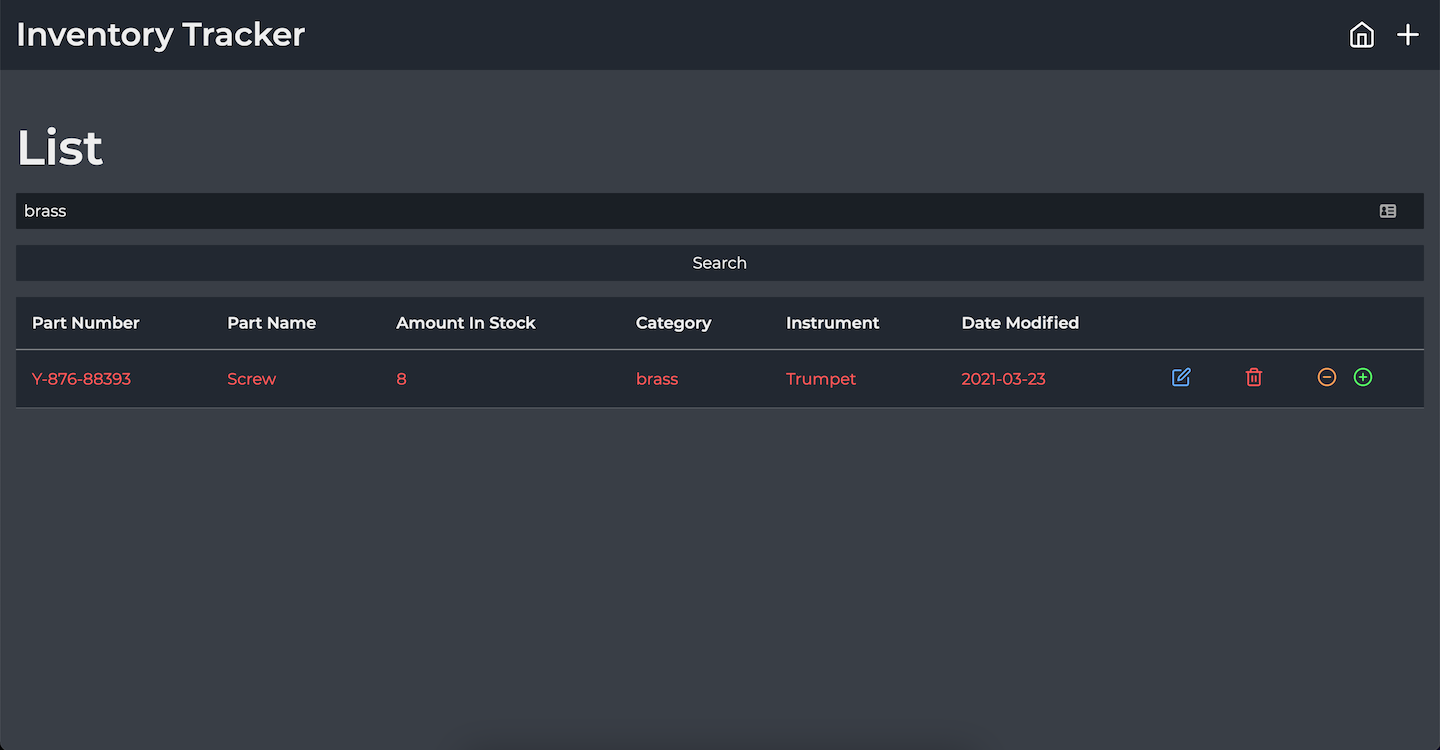 Inventory Tracker
List
brass
Search
Part Number Part Name Amount In Stock Category Instrument Date Modified
Y-876-88393 Screw 8 brass Trumpet 2021-03-23